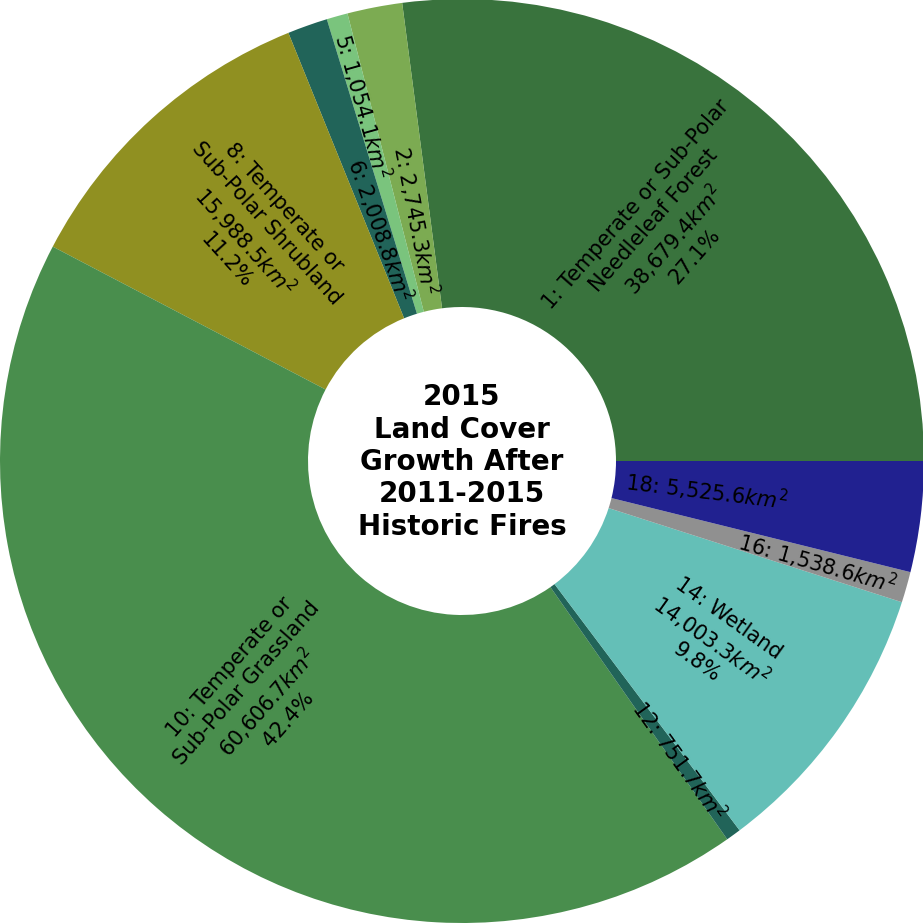 2015
Land Cover
Growth After
2011-2015
Historic Fires
1: Temperate or Sub-Polar
Needleleaf Forest
38,679.4km²
27.1%
2: 2,745.3km²
5: 1,054.1km²
6: 2,008.8km²
8: Temperate or
Sub-Polar Shrubland
15,988.5km²
11.2%
10: Temperate or
Sub-Polar Grassland
60,606.7km²
42.4%
12: 751.7km²
14: Wetland
14,003.3km²
9.8%
16: 1,538.6km²
18: 5,525.6km²